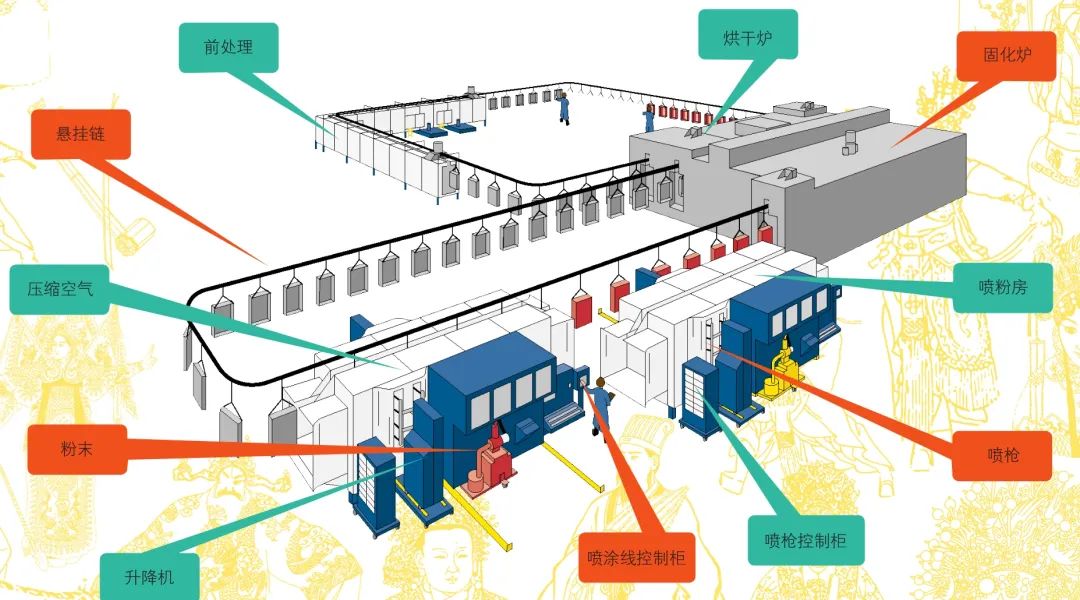 前处理
烘干炉
固化炉
悬挂链
压缩空气
喷粉房
粉末
喷枪
升降机
喷涂线控制柜
喷枪控制柜